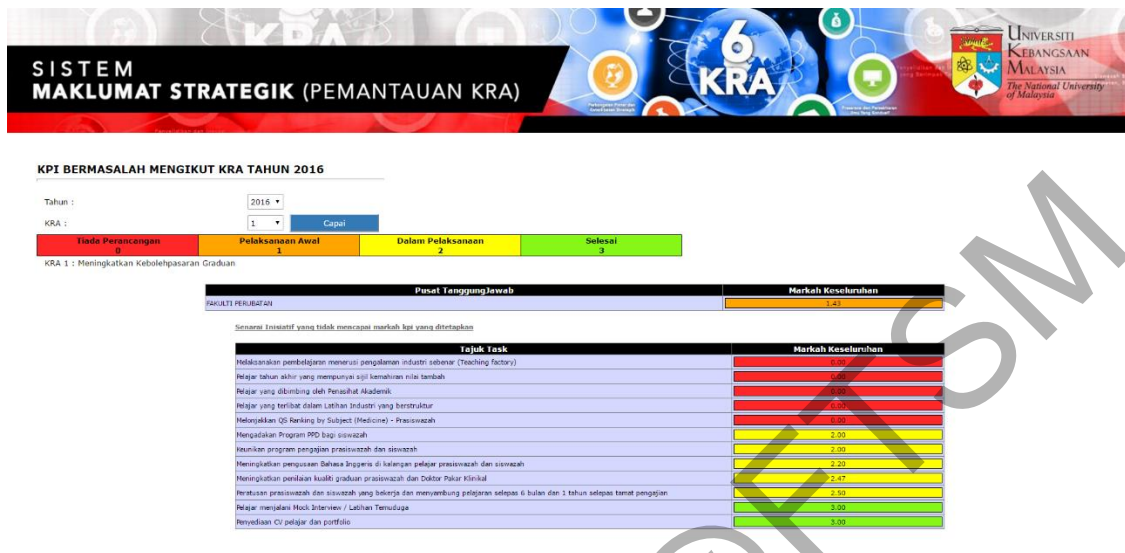 6
KRA
UNIVERSITI
KEBANGSAAN
MALAYSIA
The National University
of Malaysia
SISTEM
MAKLUMAT STRATEGIK (PEMANTAUAN KRA)
KPI BERMASALAH MENGIKUT KRA TAHUN 2016
Tahun : 2016
KRA : 1 Capai
Tiada Perancangan Pelaksanaan Awal Dalam Pelaksanaan Selesai
0 1 2 3
KRA 1 : Meningkatkan Kebolehpasaran Graduan
Pusat TanggungJawab Markah Keseluruhan
FAKULTI PERUBATAN 1.43
Senarai Inisiatif yang tidak mencapai markah kpi yang ditetapkan
Tajuk Task Markah Keseluruhan
Melaksanakan pembelajaran menerusi pengalaman industri sebenar (Teaching factory) 0.00
Pelajar tahun akhir yang mempunyai sijil kemahiran nilai tambah 0.00
Pelajar yang dibimbing oleh Penasihat Akademik 0.00
Pelajar yang terlibat dalam Latihan Industri yang berstruktur 0.00
Melonjakkan QS Ranking by Subject (Medicine) - Prasiswazah 0.00
Mengadakan Program PPD bagi siswazah 2.00
Keunikan program pengajian prasiswazah dan siswazah 2.00
Meningkatkan pengusaan Bahasa Inggeris di kalangan pelajar prasiswazah dan siswazah 2.20
Meningkatkan penilaian kualiti graduan prasiswazah dan Doktor Pakar Klinikal 2.47
Peratusan prasiswazah dan siswazah yang bekerja dan menyambung pelajaran selepas 6 bulan dan 1 tahun selepas tamat pengajian 2.50
Pelajar menjalani Mock Interview / Latihan Temuduga 3.00
Penyediaan CV pelajar dan portfolio 3.00
FTSM